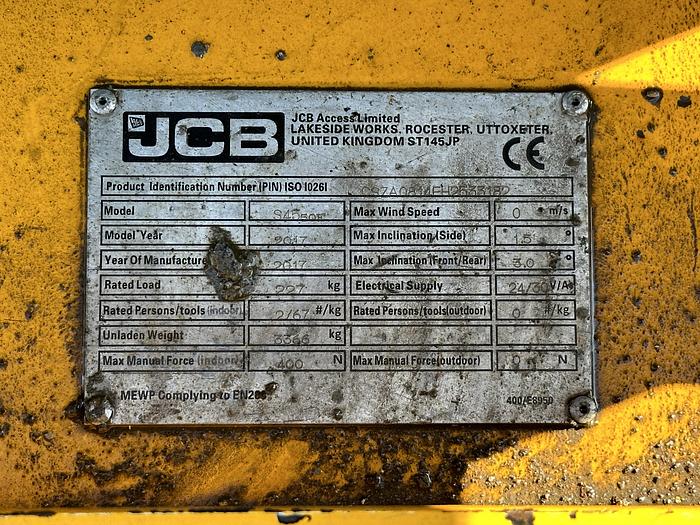 JCB
JCB Access Limited
LAKESIDE WORKS, ROCESTER, UTTOXETER,
UNITED KINGDOM ST145JP
CE
Product Identification Number (PIN) ISO 10261
Model S4550E Max Wind Speed 0 m/s
Model Year 2017 Max Inclination (Side) 1.5 °
Year Of Manufacture 2017 Max Inclination (Front/Rear) 3.0 °
Rated Load 227 kg Electrical Supply 24/30 V/A
Rated Persons/tools (indoor) 2/67 #/kg Rated Persons/tools (outdoor) 0 #/kg
Unladen Weight 3366 kg
Max Manual Force (indoor) 400 N Max Manual Force (outdoor) 0 N
MEWP Complying to 400/E8950